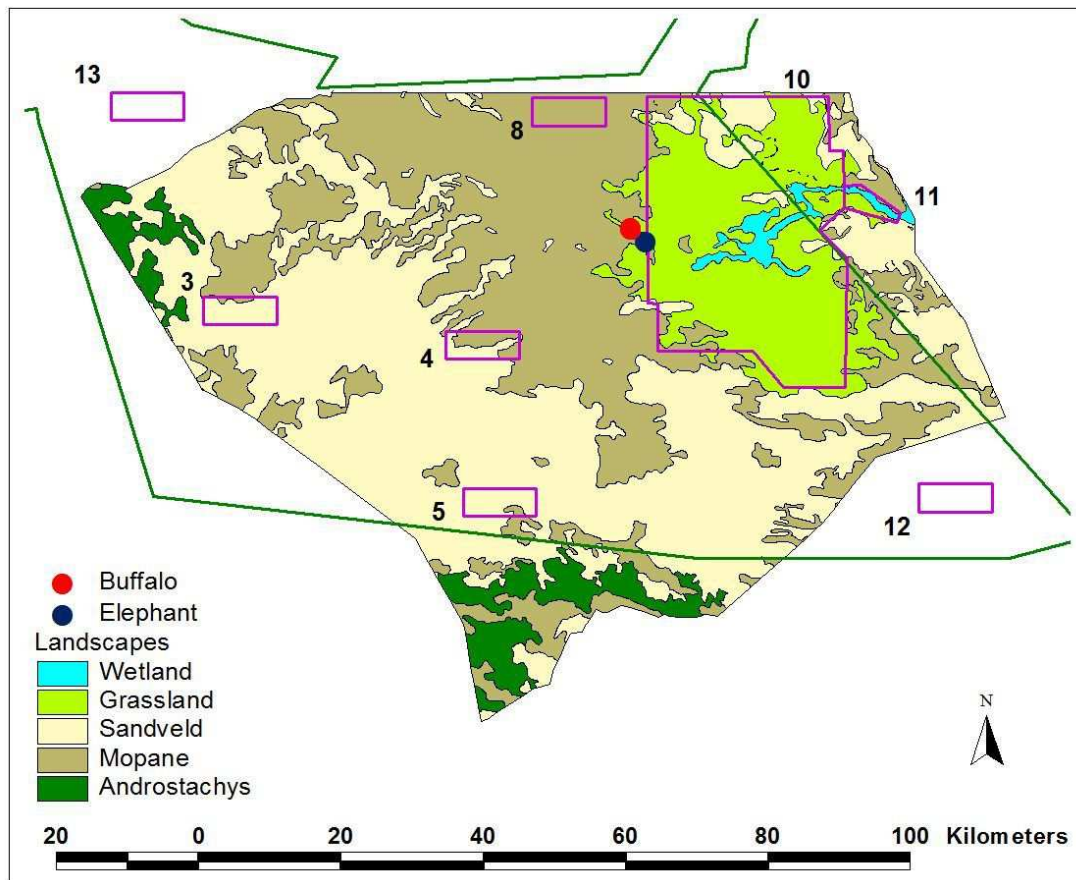 13
10
8
11
3
4
5
12
Buffalo
Elephant
Landscapes
Wetland
Grassland
Sandveld
Mopane
Androstachys
N
20 0 20 40 60 80 100 Kilometers